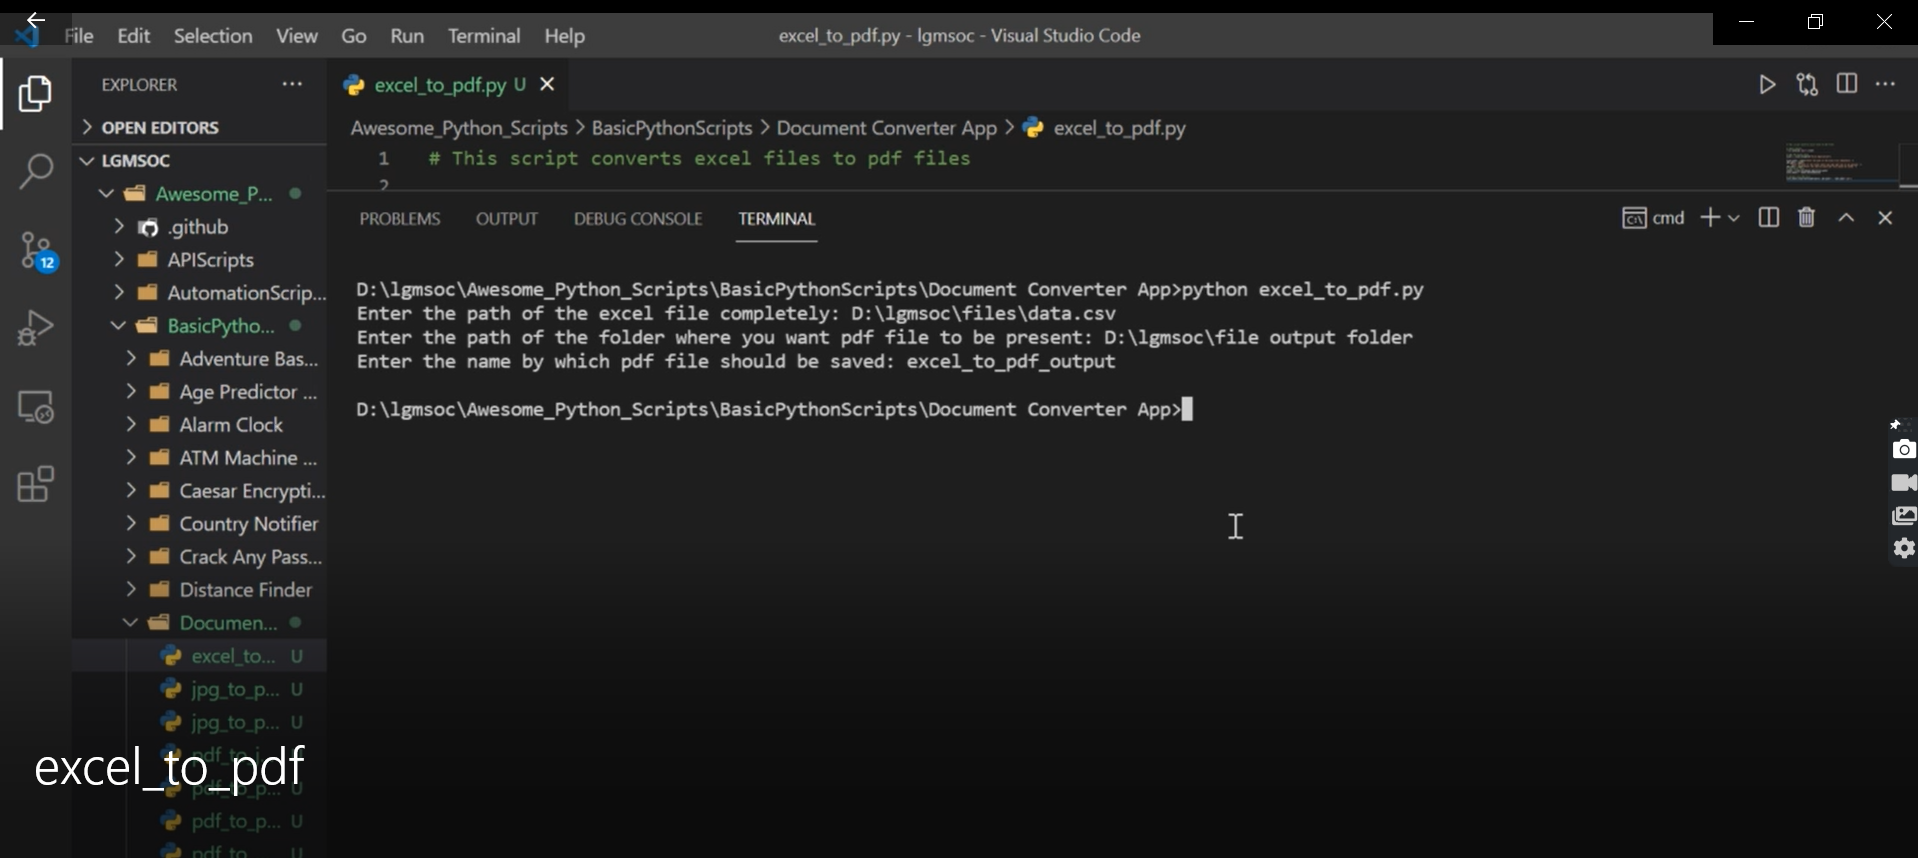 File Edit Selection View Go Run Terminal Help
excel_to_pdf.py - lgmsoc - Visual Studio Code
EXPLORER
OPEN EDITORS
LGMSOC
Awesome_P...
.github
APIScripts
AutomationScrip...
BasicPytho...
Adventure Bas...
Age Predictor ...
Alarm Clock
ATM Machine ...
Caesar Encrypti...
Country Notifier
Crack Any Pass...
Distance Finder
Documen...
excel_to... U
jpg_to_p... U
jpg_to_p... U
pdf_to_j... U
pdf_to_p... U
pdf_to_p... U
pdf_to U
12
excel_to_pdf.py U
Awesome_Python_Scripts > BasicPythonScripts > Document Converter App > excel_to_pdf.py
1 # This script converts excel files to pdf files
2
PROBLEMS OUTPUT DEBUG CONSOLE TERMINAL
cmd
D:\lgmsoc\Awesome_Python_Scripts\BasicPythonScripts\Document Converter App>python excel_to_pdf.py
Enter the path of the excel file completely: D:\lgmsoc\files\data.csv
Enter the path of the folder where you want pdf file to be present: D:\lgmsoc\file output folder
Enter the name by which pdf file should be saved: excel_to_pdf_output
D:\lgmsoc\Awesome_Python_Scripts\BasicPythonScripts\Document Converter App>
excel_to_pdf